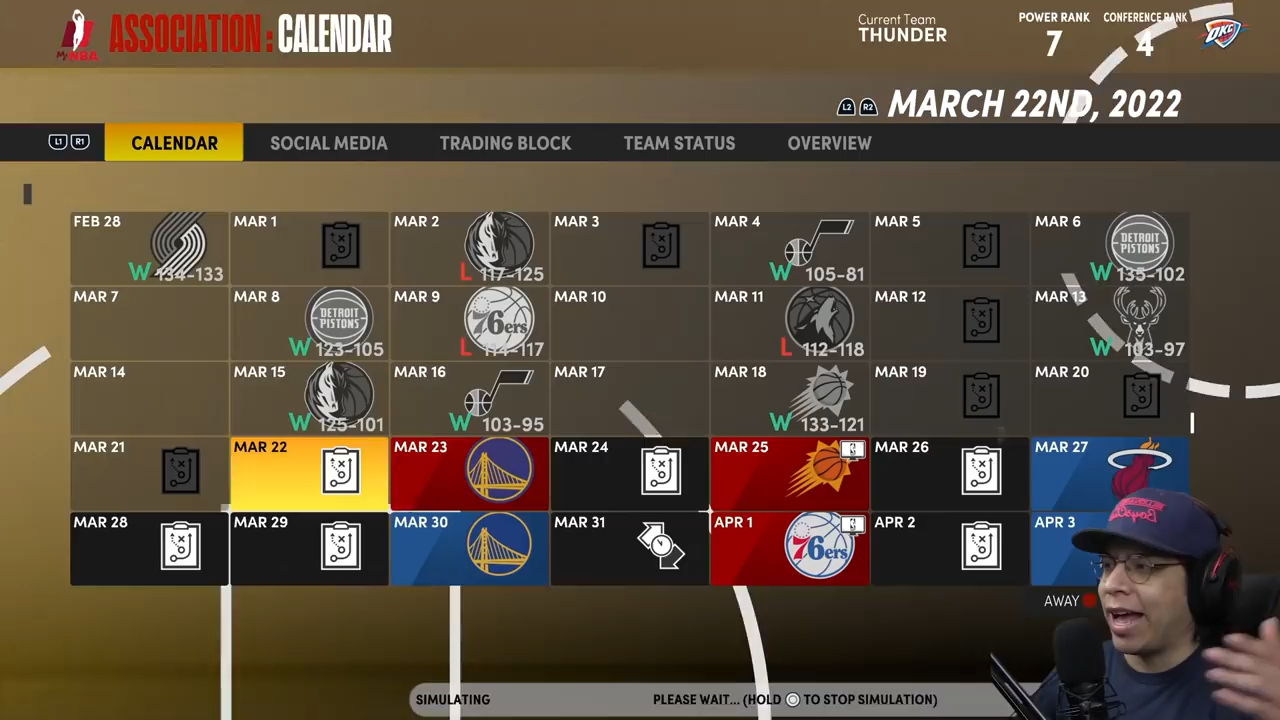 MyNBA
ASSOCIATION : CALENDAR
Current Team
THUNDER
POWER RANK
7
CONFERENCE RANK
4
OKC
L2 R2 MARCH 22ND, 2022
L1 R1 CALENDAR SOCIAL MEDIA TRADING BLOCK TEAM STATUS OVERVIEW
FEB 28 MAR 1 MAR 2 MAR 3 MAR 4 MAR 5 MAR 6
DETROIT
PISTONS
W 134-133 L 117-125 W 105-81 W 135-102
MAR 7 MAR 8 MAR 9 MAR 10 MAR 11 MAR 12 MAR 13
DETROIT
PISTONS
76ers
W 123-105 L 114-117 L 112-118 W 103-97
MAR 14 MAR 15 MAR 16 MAR 17 MAR 18 MAR 19 MAR 20
W 125-101 W 103-95 W 133-121
MAR 21 MAR 22 MAR 23 MAR 24 MAR 25 MAR 26 MAR 27
MAR 28 MAR 29 MAR 30 MAR 31 APR 1 APR 2 APR 3
76ers
AWAY
SIMULATING PLEASE WAIT... (HOLD TO STOP SIMULATION)